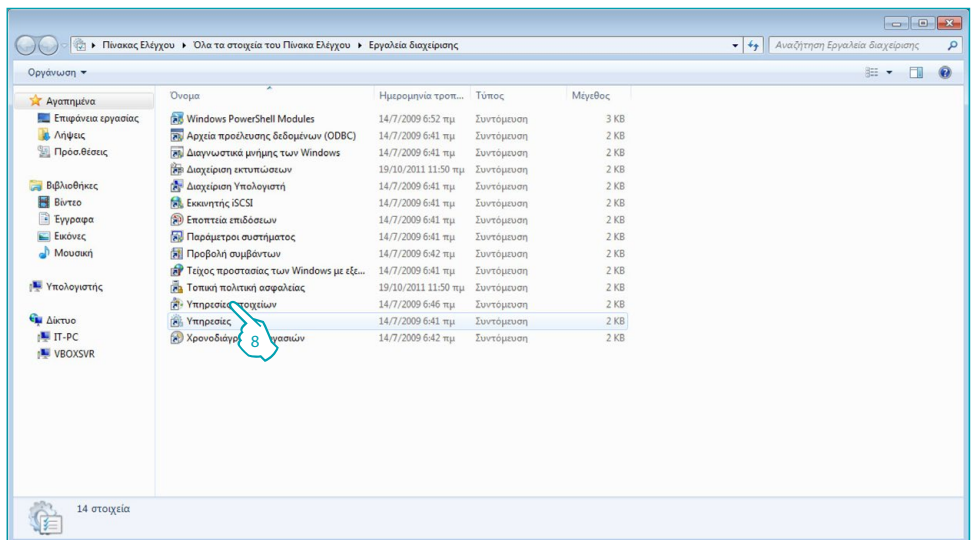 Πίνακας Ελέγχου Όλα τα στοιχεία του Πίνακα Ελέγχου Εργαλεία διαχείρισης Αναζήτηση Εργαλεία διαχείρισης
Οργάνωση
Όνομα Ημερομηνία τροπ... Τύπος Μέγεθος
Αγαπημένα
Επιφάνεια εργασίας
Λήψεις
Πρόσ.θέσεις
Βιβλιοθήκες
Βίντεο
Έγγραφα
Εικόνες
Μουσική
Υπολογιστής
Δίκτυο
IT-PC
VBOXSVR
Windows PowerShell Modules 14/7/2009 6:52 πμ Συντόμευση 3 KB
Αρχεία προέλευσης δεδομένων (ODBC) 14/7/2009 6:41 πμ Συντόμευση 2 KB
Διαγνωστικά μνήμης των Windows 14/7/2009 6:41 πμ Συντόμευση 2 KB
Διαχείριση εκτυπώσεων 19/10/2011 11:50 πμ Συντόμευση 2 KB
Διαχείριση Υπολογιστή 14/7/2009 6:41 πμ Συντόμευση 2 KB
Εκκινητής iSCSI 14/7/2009 6:41 πμ Συντόμευση 2 KB
Εποπτεία επιδόσεων 14/7/2009 6:41 πμ Συντόμευση 2 KB
Παράμετροι συστήματος 14/7/2009 6:41 πμ Συντόμευση 2 KB
Προβολή συμβάντων 14/7/2009 6:42 πμ Συντόμευση 2 KB
Τείχος προστασίας των Windows με εξε... 14/7/2009 6:41 πμ Συντόμευση 2 KB
Τοπική πολιτική ασφαλείας 19/10/2011 11:50 πμ Συντόμευση 2 KB
Υπηρεσίες στοιχείων 14/7/2009 6:46 πμ Συντόμευση 2 KB
Υπηρεσίες 14/7/2009 6:41 πμ Συντόμευση 2 KB
14/7/2009 6:42 πμ Συντόμευση 2 KB
8
14 στοιχεία